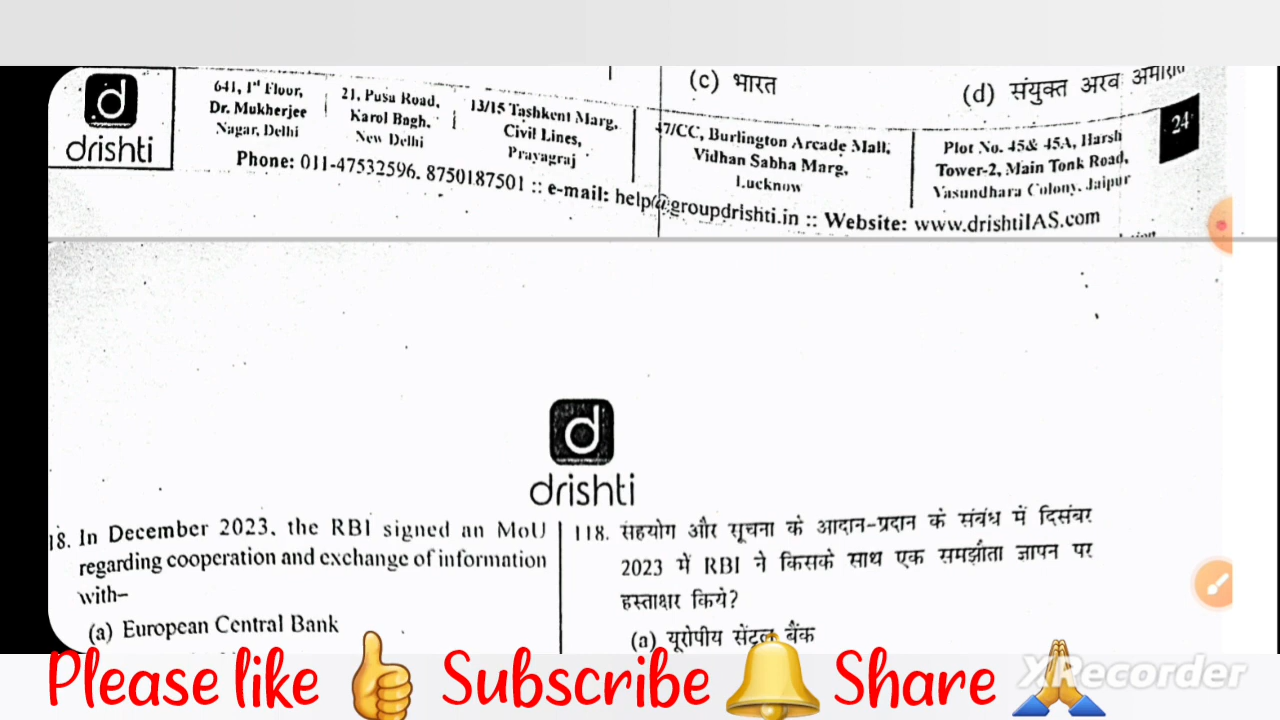 (c) भारत
(d) संयुक्त अरब अमीरात
d
drishti
641, 1st Floor,
Dr. Mukherjee
Nagar, Delhi
21, Pusa Road,
Karol Bagh,
New Delhi
13/15 Tashkent Marg,
Civil Lines,
Prayagraj
47/CC, Burlington Arcade Mall,
Vidhan Sabha Marg,
Lucknow
Plot No. 45& 45A, Harsh
Tower-2, Main Tonk Road,
Vasundhara Colony, Jaipur
24
Phone: 011-47532596, 8750187501 :: e-mail: help@groupdrishti.in :: Website: www.drishtiIAS.com
d
drishti
18. In December 2023, the RBI signed an MoU
regarding cooperation and exchange of information
with–
(a) European Central Bank
118. सहयोग और सूचना के आदान-प्रदान के संबंध में दिसंबर
2023 में RBI ने किसके साथ एक समझौता ज्ञापन पर
हस्ताक्षर किये?
(a) यूरोपीय सेंट्रल बैंक
Please like Subscribe Share
XRecorder